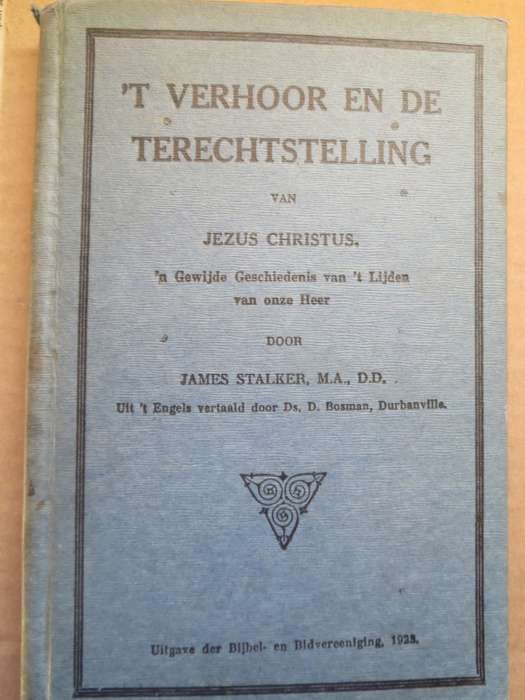 'T VERHOOR EN DE
TERECHTSTELLING
VAN
JEZUS CHRISTUS.
'n Gewijde Geschiedenis van 't Lijden
van onze Heer
DOOR
JAMES STALKER, M.A., D.D.
Uit 't Engels vertaald door Ds. D. Bosman, Durbanville.
Uitgave der Bijbel- en Bidvereeniging, 1923.